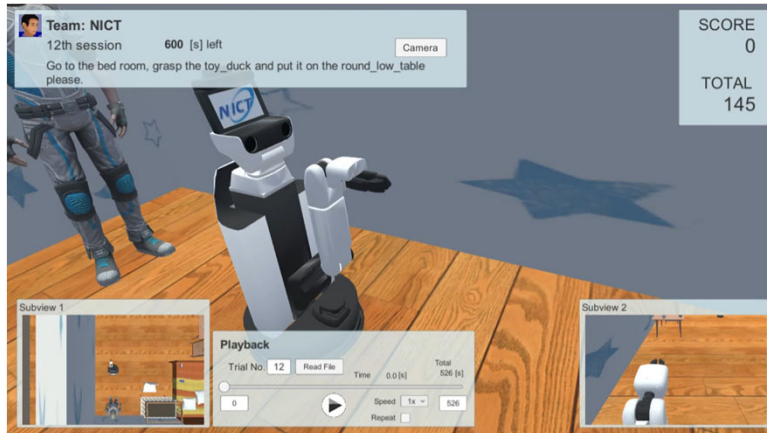 Team: NICT
12th session 600 [s] left Camera
Go to the bed room, grasp the toy_duck and put it on the round_low_table
please.
SCORE
0
TOTAL
145
NICT
Subview 1
Playback
Trial No. 12 Read File Time 0.0 [s] Total 526 [s]
0 Speed 1x 526
Repeat
Subview 2